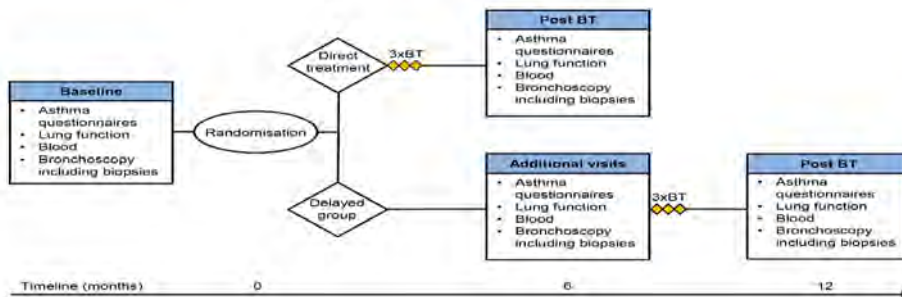 Baseline
• Asthma
questionnaires
• Lung function
• Blood
• Bronchoscopy
including biopsies
Randomisation
Direct
treatment
3xBT
Post BT
• Asthma
questionnaires
• Lung function
• Blood
• Bronchoscopy
including biopsies
Delayed
group
Additional visits
• Asthma
questionnaires
• Lung function
• Blood
• Bronchoscopy
including biopsies
3xBT
Post BT
• Asthma
questionnaires
• Lung function
• Blood
• Bronchoscopy
including biopsies
Timeline (months) 0 6 12